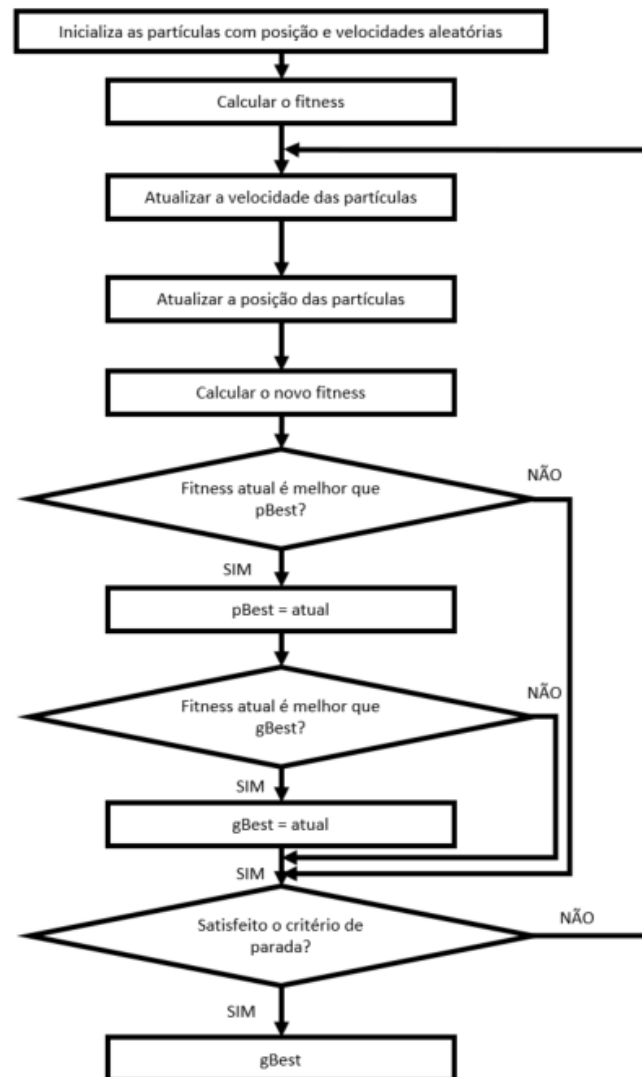 Inicializa as partículas com posição e velocidades aleatórias
Calcular o fitness
Atualizar a velocidade das partículas
Atualizar a posição das partículas
Calcular o novo fitness
Fitness atual é melhor que
pBest?
NÃO
SIM
pBest = atual
Fitness atual é melhor que
gBest?
NÃO
SIM
gBest = atual
SIM
Satisfeito o critério de
parada?
NÃO
SIM
gBest